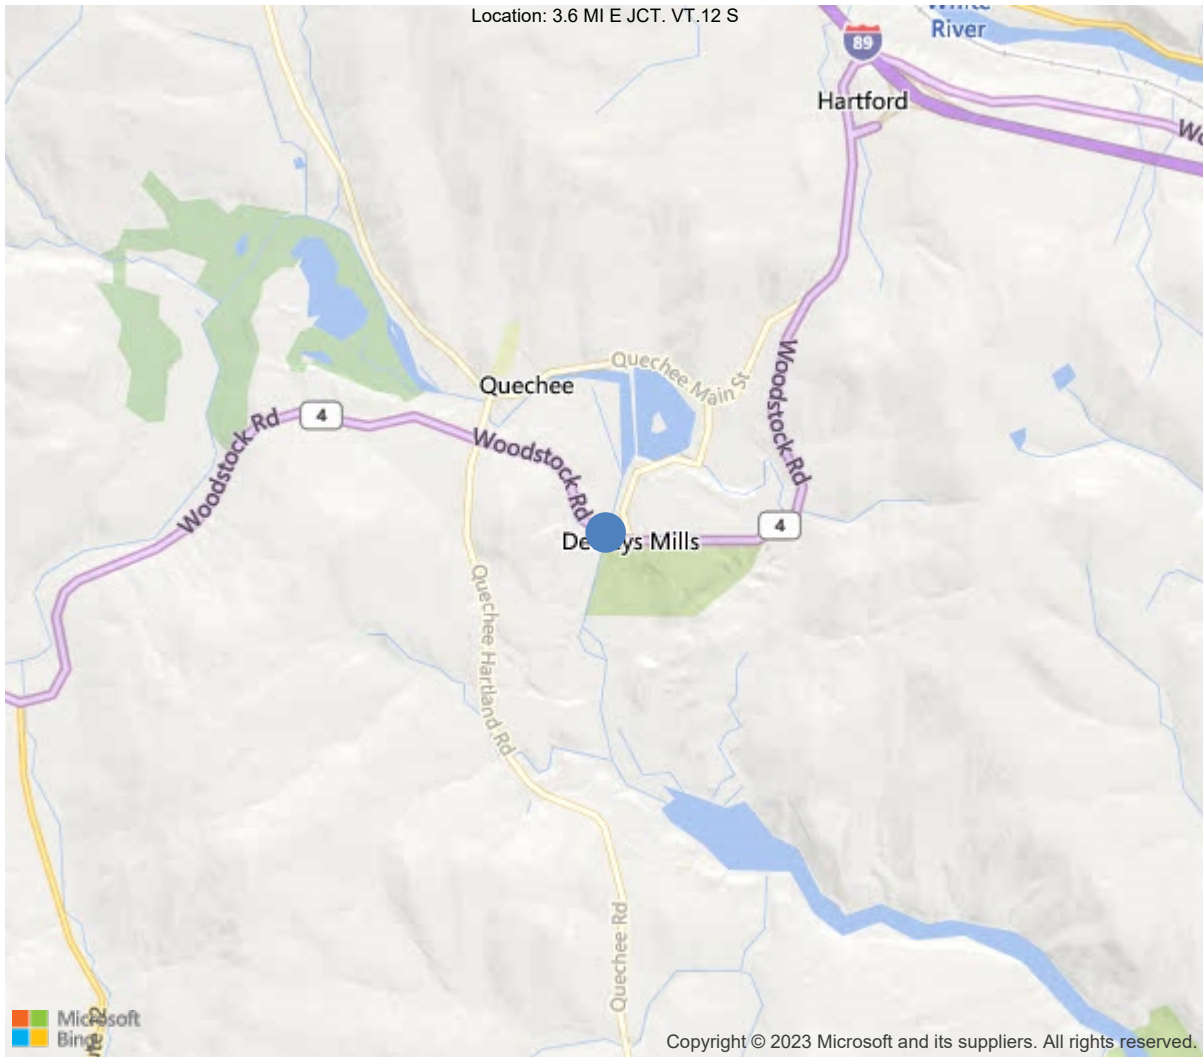 Location: 3.6 MI E JCT. VT.12 S
White
River
89
Hartford
Quechee Main St
Quechee
4
Woodstock Rd
Woodstock Rd
Woodstock Rd
4
Mills
Quechee Hartland Rd
Quechee Rd
Microsoft
Bing
Copyright © 2023 Microsoft and its suppliers. All rights reserved.